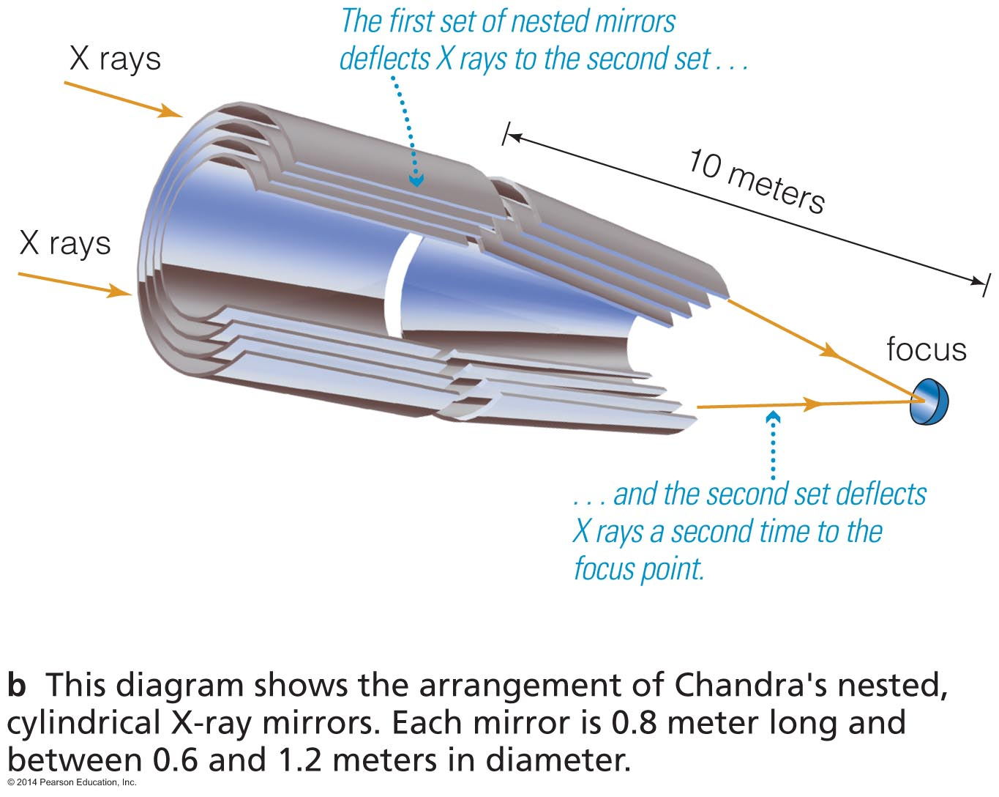 The first set of nested mirrors
deflects X rays to the second set . . .
X rays
10 meters
X rays
focus
. . . and the second set deflects
X rays a second time to the
focus point.
b This diagram shows the arrangement of Chandra's nested,
cylindrical X-ray mirrors. Each mirror is 0.8 meter long and
between 0.6 and 1.2 meters in diameter.
© 2014 Pearson Education, Inc.